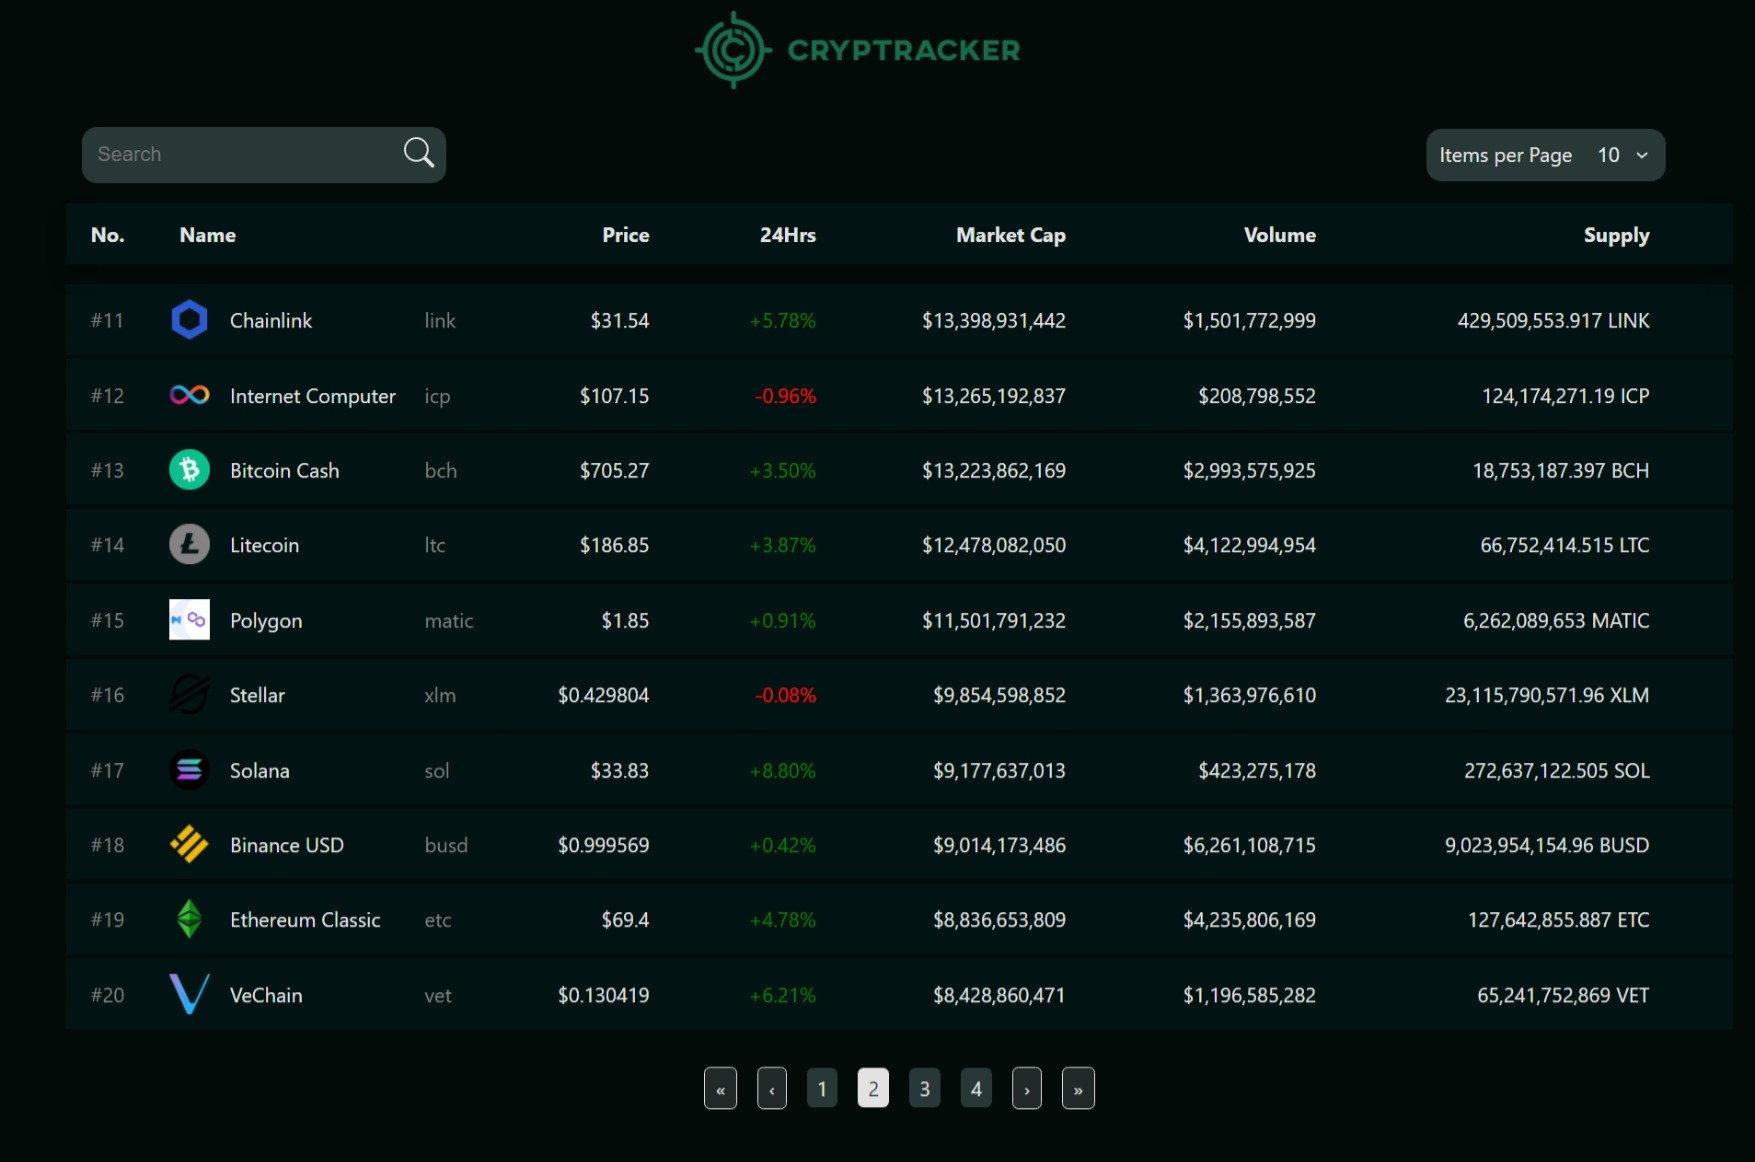 CRYPTRACKER
Search
Items per Page 10
No. Name Price 24Hrs Market Cap Volume Supply
#11 Chainlink link $31.54 +5.78% $13,398,931,442 $1,501,772,999 429,509,553.917 LINK
#12 Internet Computer icp $107.15 -0.96% $13,265,192,837 $208,798,552 124,174,271.19 ICP
#13 Bitcoin Cash bch $705.27 +3.50% $13,223,862,169 $2,993,575,925 18,753,187.397 BCH
#14 Litecoin ltc $186.85 +3.87% $12,478,082,050 $4,122,994,954 66,752,414.515 LTC
#15 Polygon matic $1.85 +0.91% $11,501,791,232 $2,155,893,587 6,262,089,653 MATIC
#16 Stellar xlm $0.429804 -0.08% $9,854,598,852 $1,363,976,610 23,115,790,571.96 XLM
#17 Solana sol $33.83 +8.80% $9,177,637,013 $423,275,178 272,637,122.505 SOL
#18 Binance USD busd $0.999569 +0.42% $9,014,173,486 $6,261,108,715 9,023,954,154.96 BUSD
#19 Ethereum Classic etc $69.4 +4.78% $8,836,653,809 $4,235,806,169 127,642,855.887 ETC
#20 VeChain vet $0.130419 +6.21% $8,428,860,471 $1,196,585,282 65,241,752,869 VET
« ‹ 1 2 3 4 › »